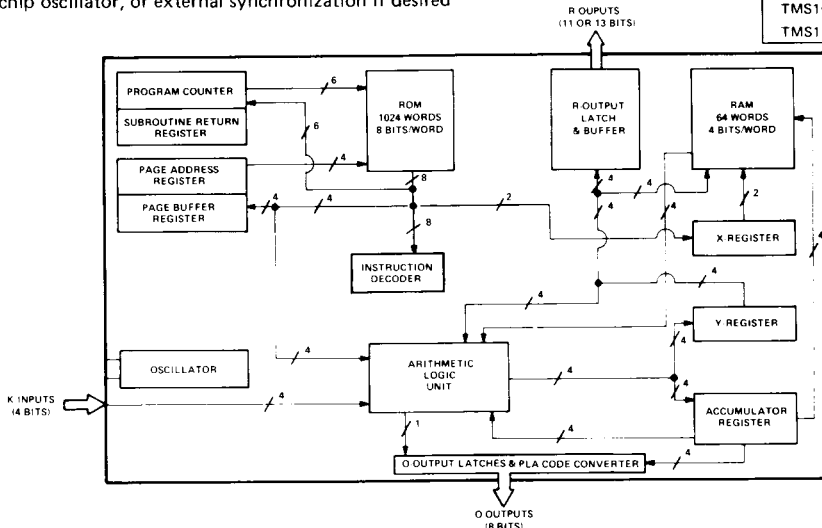 chip oscillator, or external synchronization if desired
TMS1
TMS1
R OUPUTS
(11 OR 13 BITS)
PROGRAM COUNTER
SUBROUTINE RETURN
REGISTER
PAGE ADDRESS
REGISTER
PAGE BUFFER
REGISTER
6
6
4
ROM
1024 WORDS
8 BITS/WORD
R-OUTPUT
LATCH
& BUFFER
RAM
64 WORDS
4 BITS/WORD
8
4
4
4
4
4
4
2
2
8
4
INSTRUCTION
DECODER
X-REGISTER
4
4
Y-REGISTER
OSCILLATOR
4
ARITHMETIC
LOGIC
UNIT
4
4
4
K INPUTS
(4 BITS)
4
4
1
ACCUMULATOR
REGISTER
O OUTPUT LATCHES & PLA CODE CONVERTER
4
O OUTPUTS
(8 BITS)